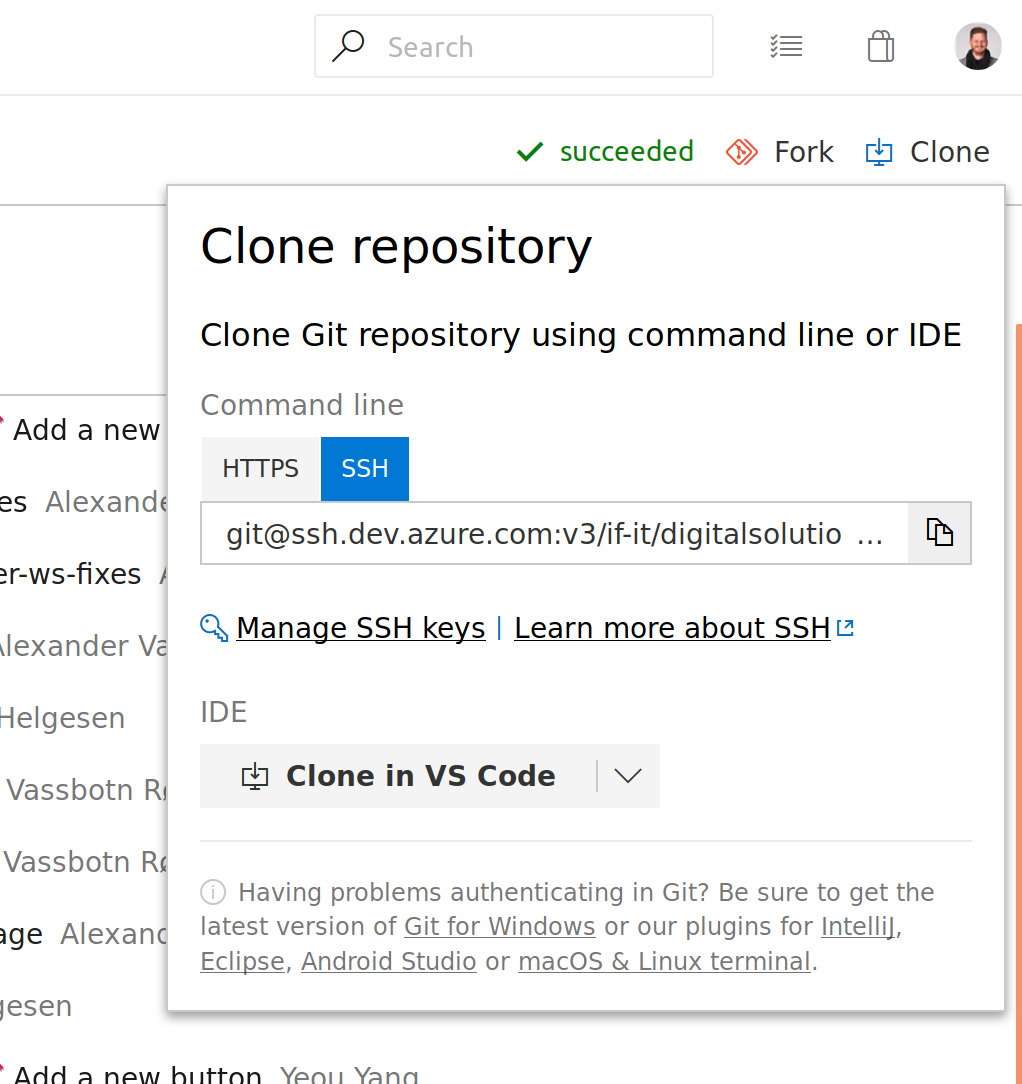 Search
succeeded Fork Clone
Clone repository
Clone Git repository using command line or IDE
Command line
HTTPS SSH
git@ssh.dev.azure.com:v3/if-it/digitalsolutio ...
Manage SSH keys | Learn more about SSH
IDE
Clone in VS Code
Having problems authenticating in Git? Be sure to get the
latest version of Git for Windows or our plugins for IntelliJ,
Eclipse, Android Studio or macOS & Linux terminal.
Add a new
es Alexande
er-ws-fixes
Alexander Va
Helgesen
Vassbotn Rø
Vassbotn Rø
age Alexand
gesen
Add a new button Yeou Yang